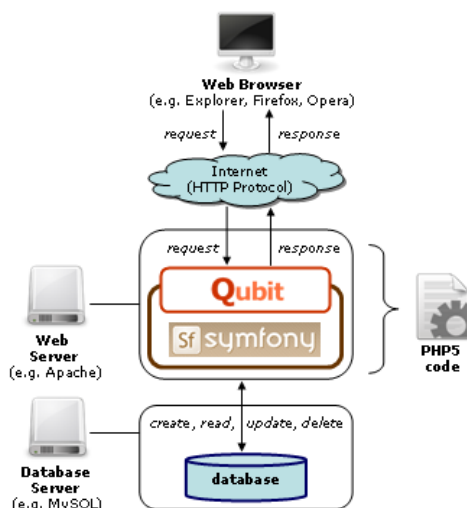 Web Browser
(e.g. Explorer, Firefox, Opera)
request
response
Internet
(HTTP Protocol)
request
response
Qubit
Sf symfony
Web
Server
(e.g. Apache)
PHP5
code
create, read, update, delete
database
Database
Server
(e.g. MySQL)